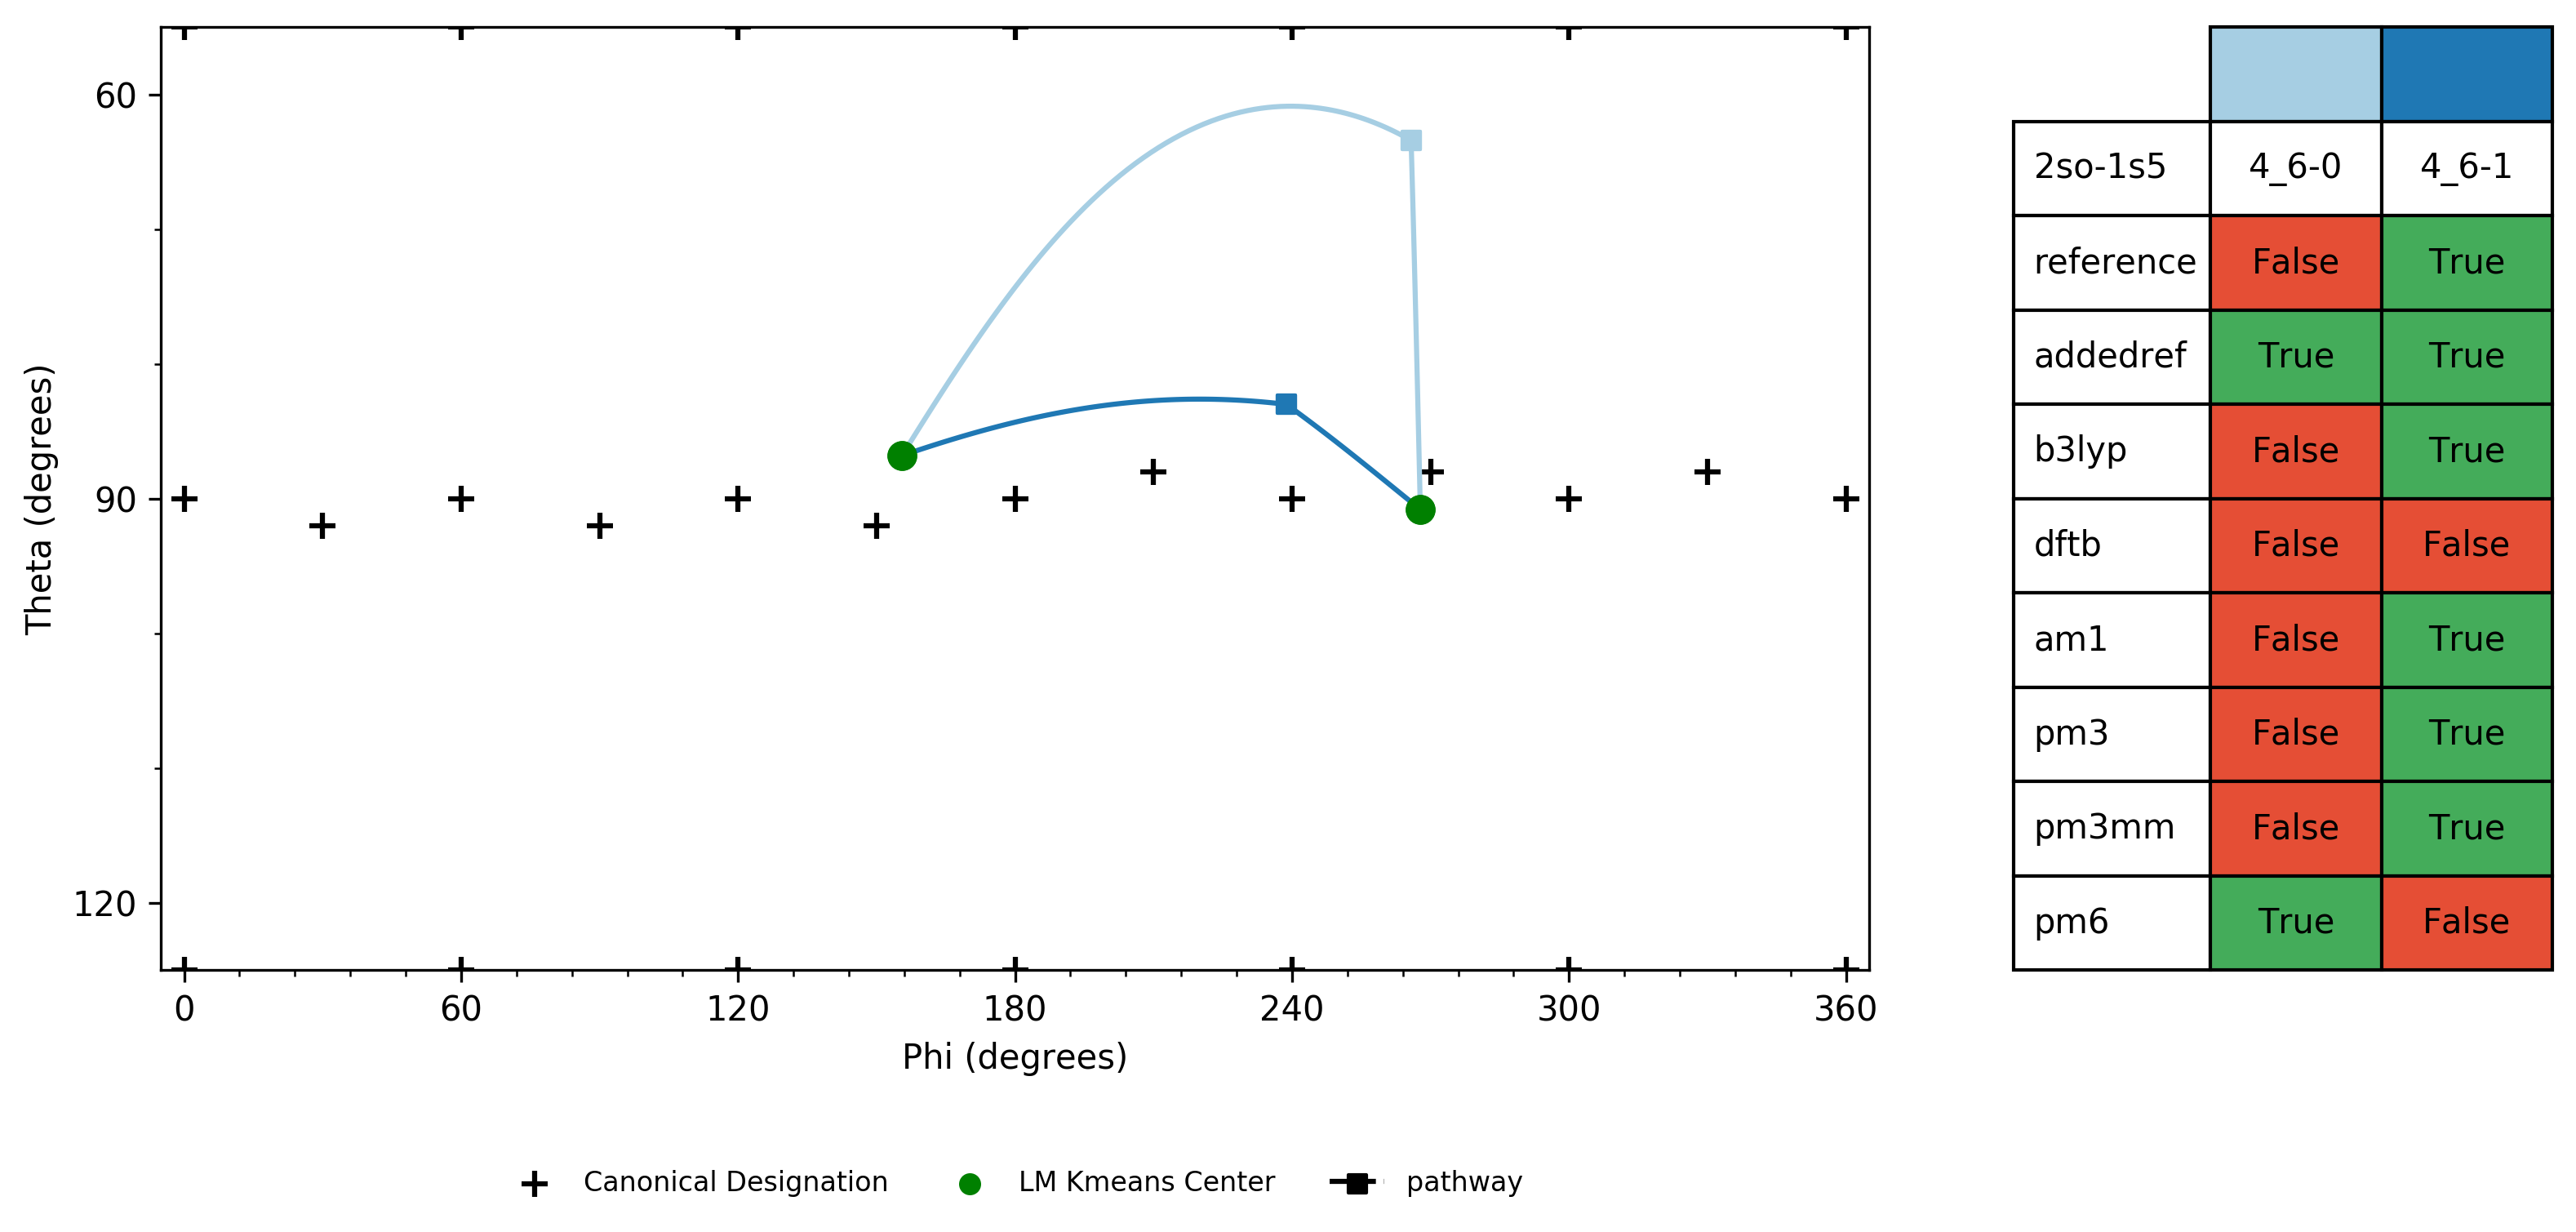 60
90
120
Theta (degrees)
0 60 120 180 240 300 360
Phi (degrees)
Canonical Designation LM Kmeans Center pathway
2so-1s5 4_6-0 4_6-1
reference False True
addedref True True
b3lyp False True
dftb False False
am1 False True
pm3 False True
pm3mm False True
pm6 True False